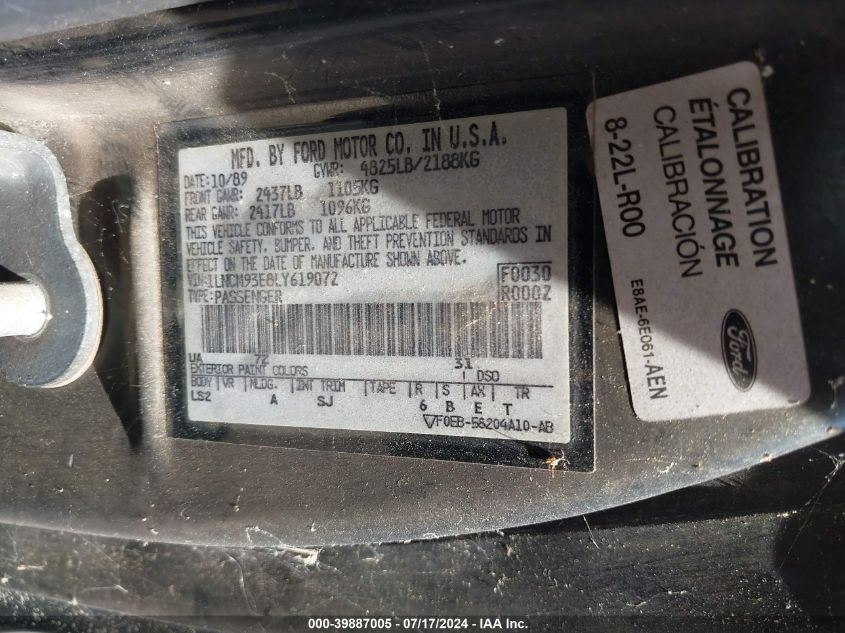 MFD. BY FORD MOTOR CO. IN U.S.A.
DATE: 10/89 GVWR: 4825LB/2188KG
FRONT GAWR: 2437LB 1105KG
REAR GAWR: 2417LB 1096KG
THIS VEHICLE CONFORMS TO ALL APPLICABLE FEDERAL MOTOR
VEHICLE SAFETY, BUMPER, AND THEFT PREVENTION STANDARDS IN
EFFECT ON THE DATE OF MANUFACTURE SHOWN ABOVE.
VIN: 1LNCM93E8LY619072 F0030
TYPE: PASSENGER R0002
UA 72 31
EXTERIOR PAINT COLORS DSO
BODY VR MLDG. INT TRIM TAPE R S AX TR
LS2 A SJ 6 B E T
F0EB-56204A10-AB
CALIBRATION
ÉTALONNAGE
CALIBRACIÓN
8-22L-R00
E8AE-6E061-AEN
Ford
000-39887005 - 07/17/2024 - IAA Inc.